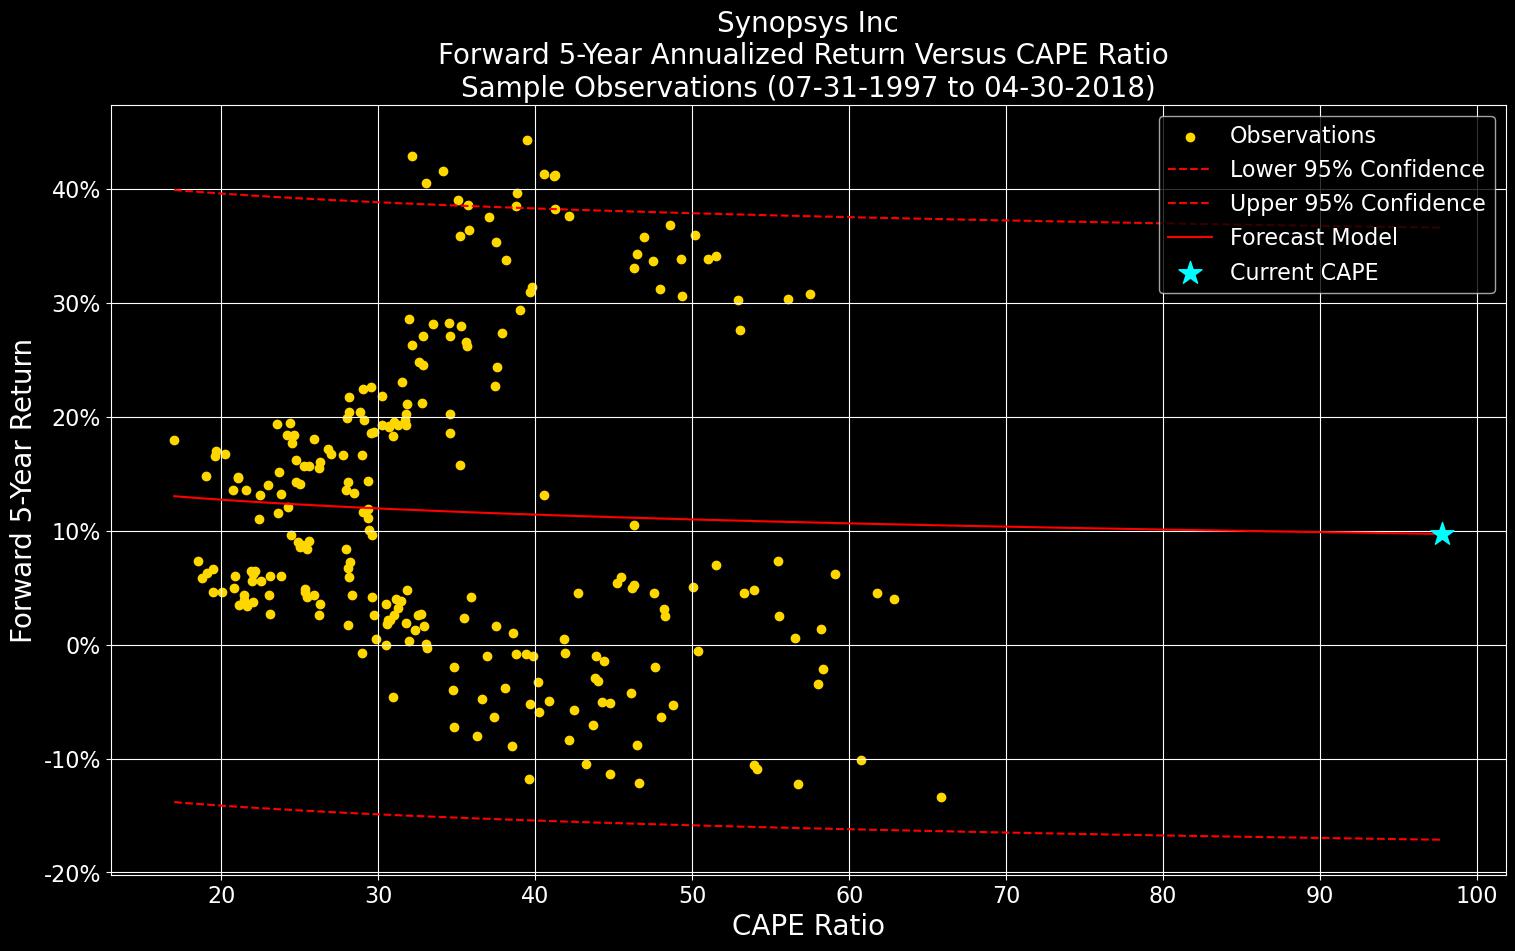 Synopsys Inc
Forward 5-Year Annualized Return Versus CAPE Ratio
Sample Observations (07-31-1997 to 04-30-2018)
Observations
Lower 95% Confidence
Upper 95% Confidence
Forecast Model
Current CAPE
Forward 5-Year Return
40%
30%
20%
10%
0%
-10%
-20%
20 30 40 50 60 70 80 90 100
CAPE Ratio